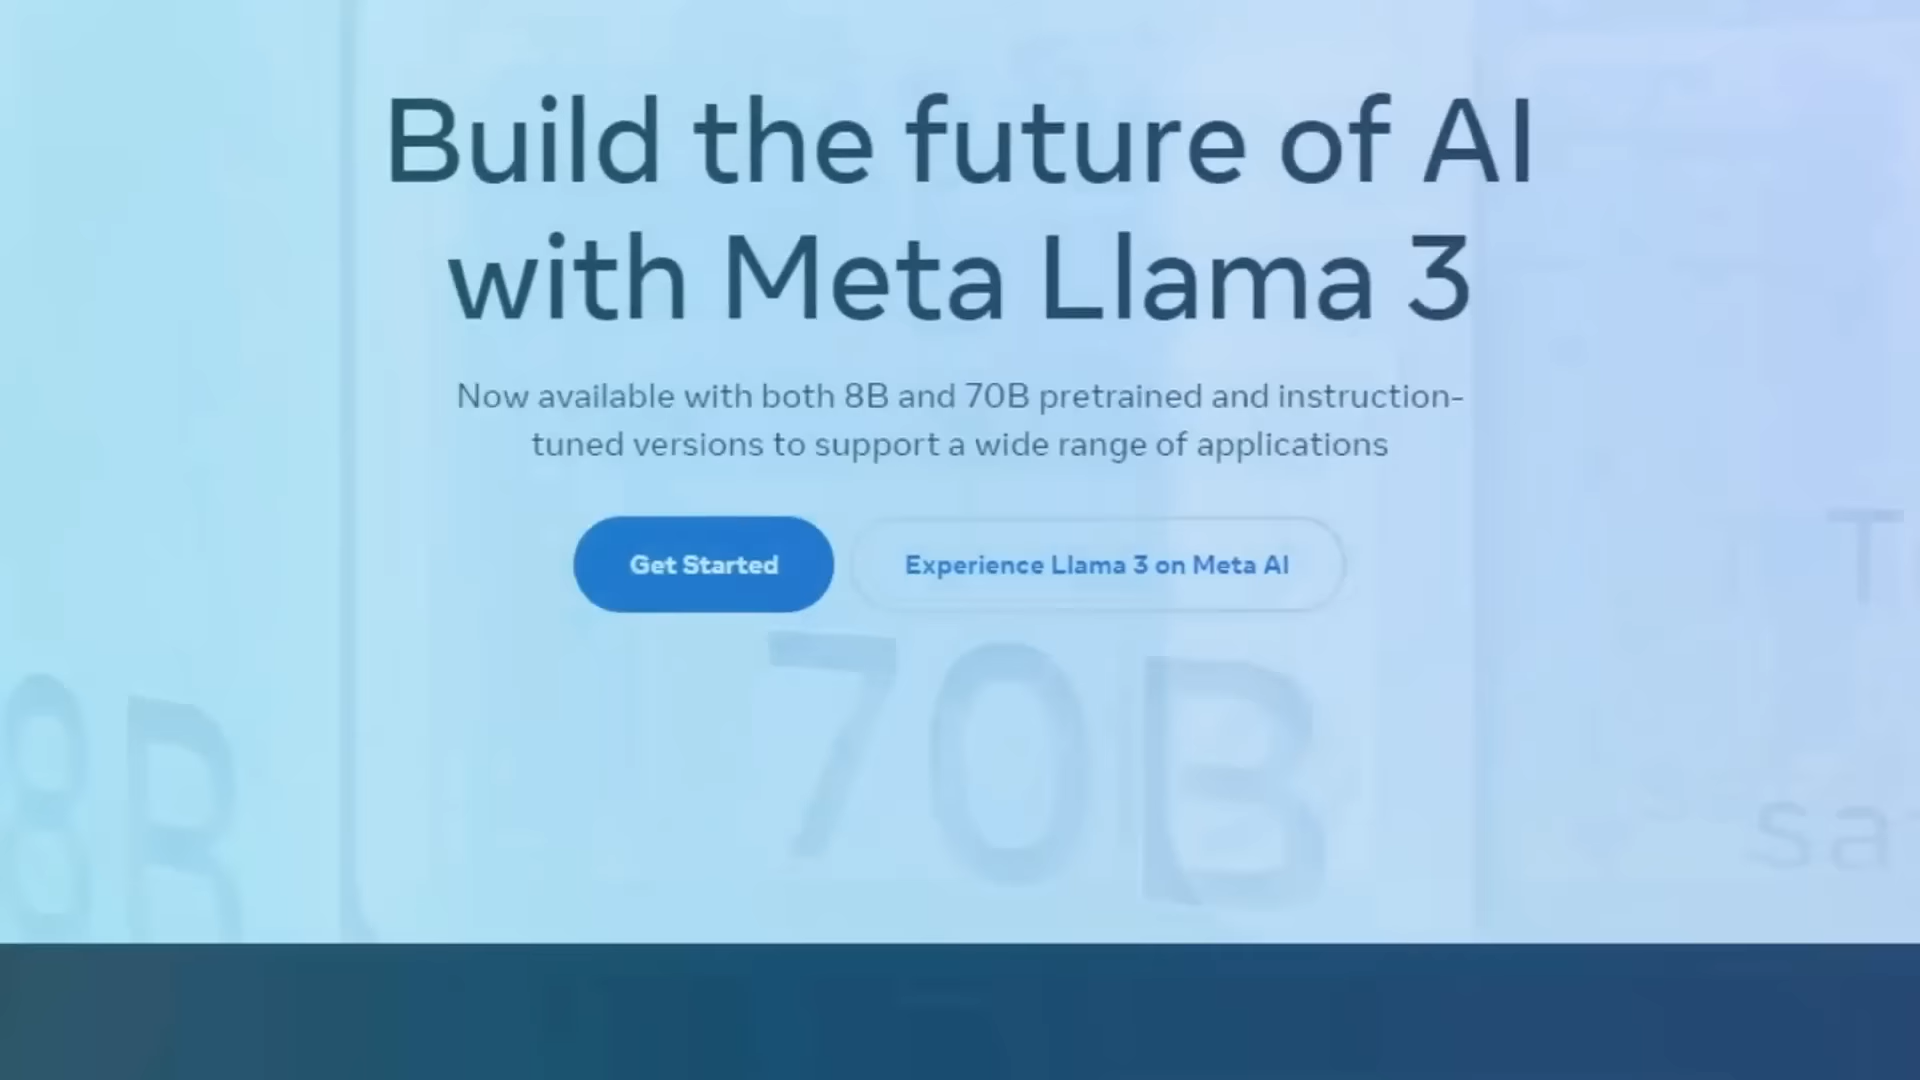 Build the future of AI
with Meta Llama 3
Now available with both 8B and 70B pretrained and instruction-
tuned versions to support a wide range of applications
Get Started
Experience Llama 3 on Meta AI
70B
8B